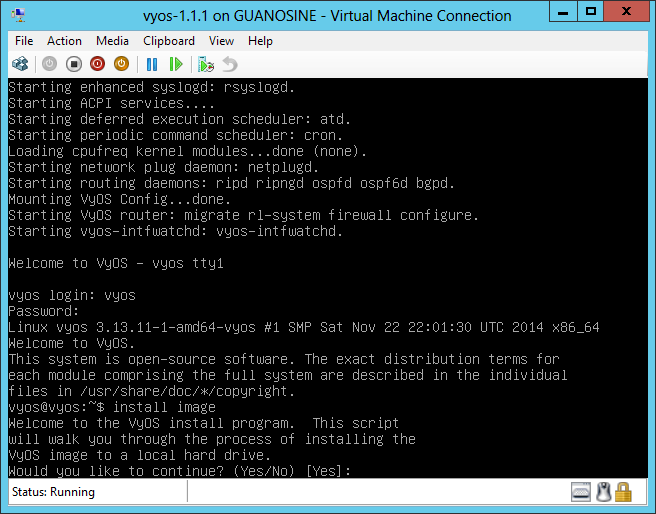 vyos-1.1.1 on GUANOSINE - Virtual Machine Connection
File Action Media Clipboard View Help
Starting enhanced syslogd: rsyslogd.
Starting ACPI services....
Starting deferred execution scheduler: atd.
Starting periodic command scheduler: cron.
Loading cpufreq kernel modules...done (none).
Starting network plug daemon: netplugd.
Starting routing daemons: ripd ripngd ospfd ospf6d bgpd.
Mounting VyOS Config...done.
Starting VyOS router: migrate rl-system firewall configure.
Starting vyos-intfwatchd: vyos-intfwatchd.
Welcome to VyOS - vyos tty1
vyos login: vyos
Password:
Linux vyos 3.13.11-1-amd64-vyos #1 SMP Sat Nov 22 22:01:30 UTC 2014 x86_64
Welcome to VyOS.
This system is open-source software. The exact distribution terms for
each module comprising the full system are described in the individual
files in /usr/share/doc/*/copyright.
vyos@vyos:~$ install image
Welcome to the VyOS install program.  This script
will walk you through the process of installing the
VyOS image to a local hard drive.
Would you like to continue? (Yes/No) [Yes]:
Status: Running